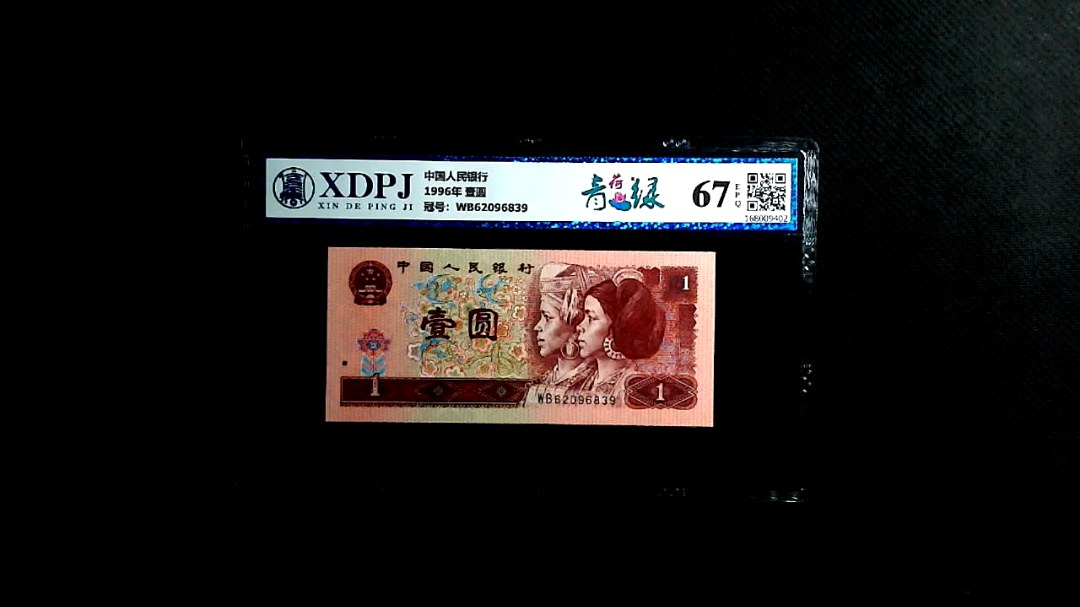 XDPJ
XIN DE PING JI
中国人民银行
1996年 壹圆
冠号: WB62096839
青荷绿
67
EPQ
168009402
中国人民银行
1
壹圆
1
WB62096839
1